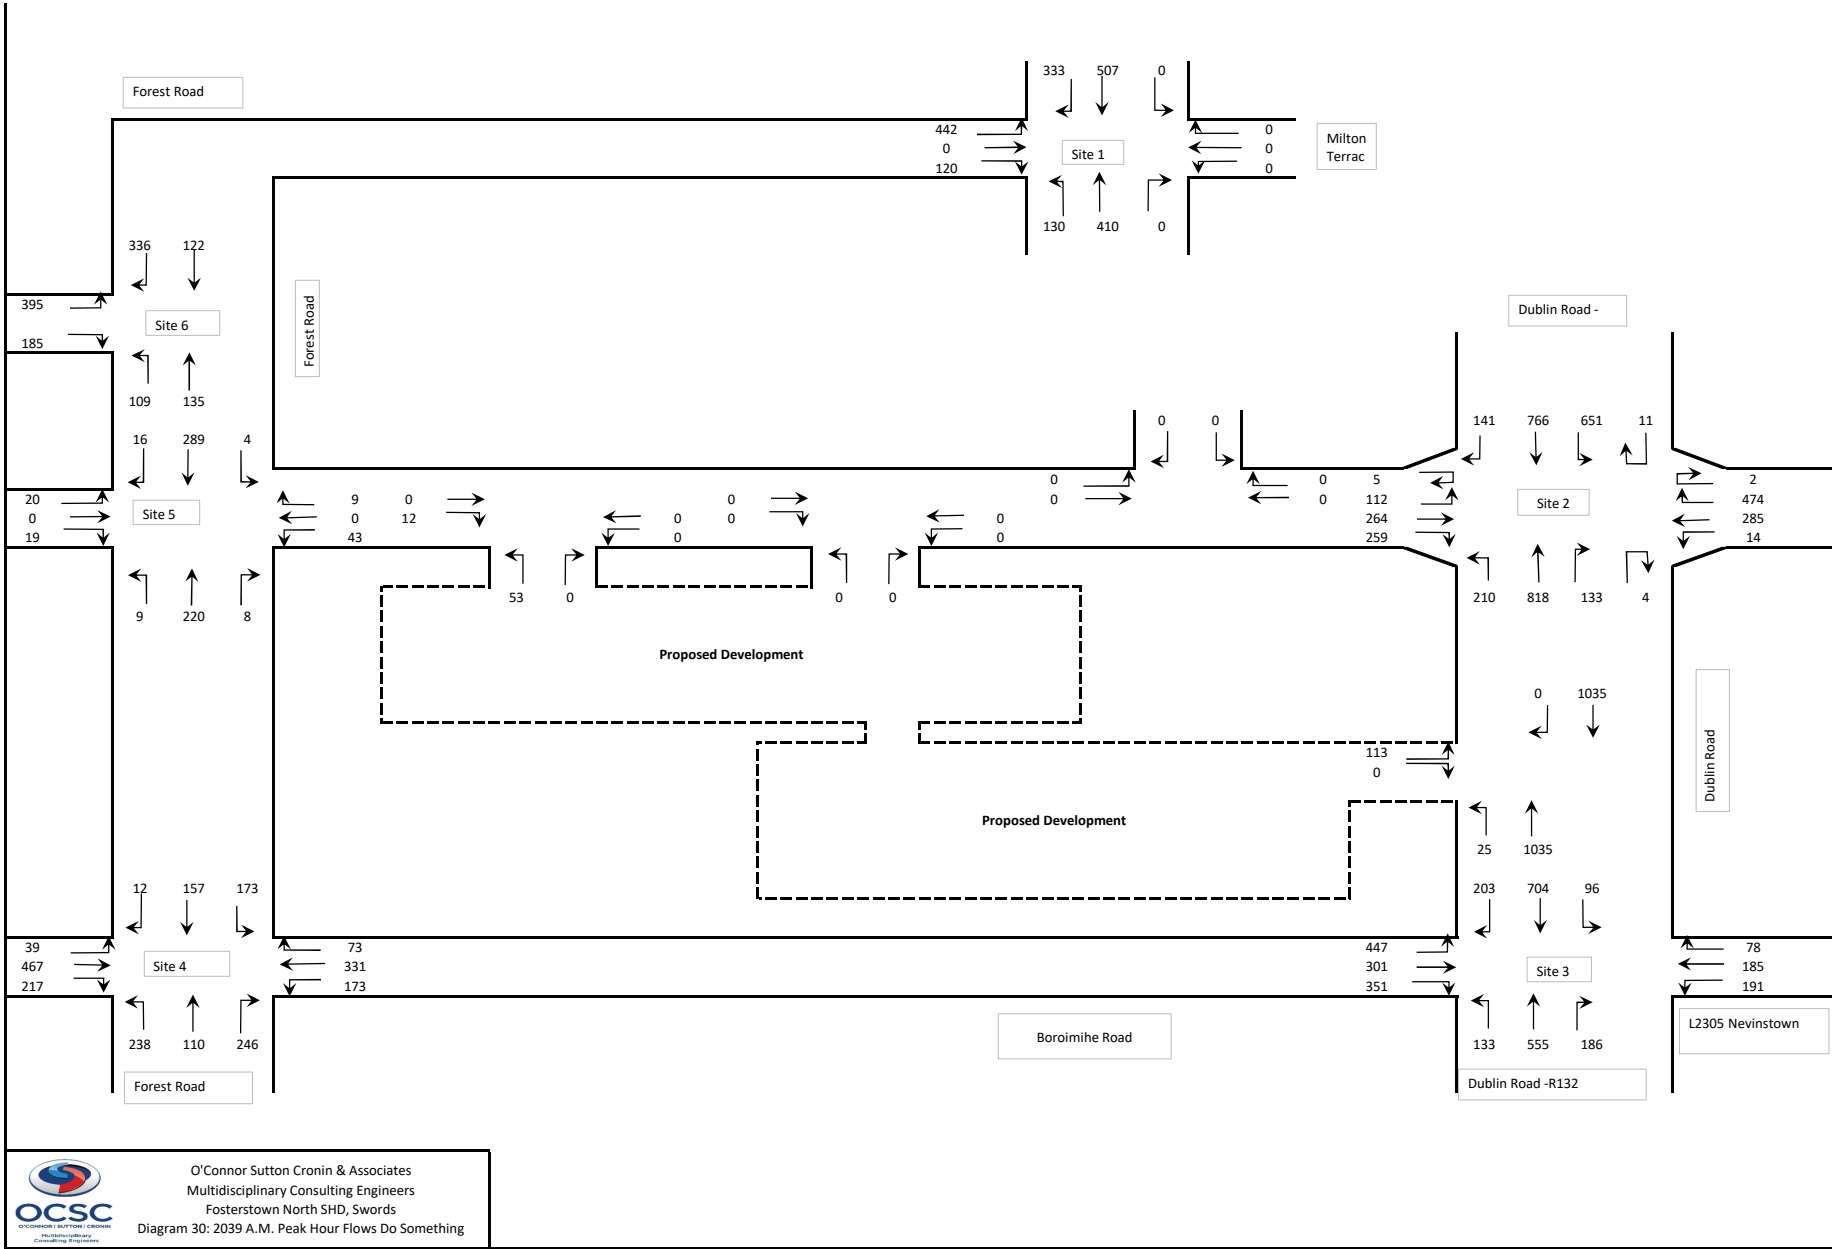 333 507 0
Forest Road
442 0
0 Site 1 0
120 0
Milton
Terrac
130 410 0
336 122
395
Site 6
185
Forest Road
Dublin Road -
109 135
16 289 4
0 0
141 766 651 11
20 9 0 0 0 0 5 2
0 Site 5 0 12 0 0 0 0 0 112 Site 2 474
264 285
19 43 0 0 259 14
9 220 8
53 0 0 0
210 818 133 4
Proposed Development
0 1035
113
0
Dublin Road
Proposed Development
25 1035
12 157 173
203 704 96
39 73 447 78
467 Site 4 331 301 Site 3 185
217 173 351 191
238 110 246
Boroimihe Road
133 555 186
L2305 Nevinstown
Forest Road
Dublin Road -R132
OCSC
O'CONNOR | SUTTON | CRONIN
Multidisciplinary
Consulting Engineers
O'Connor Sutton Cronin & Associates
Multidisciplinary Consulting Engineers
Fosterstown North SHD, Swords
Diagram 30: 2039 A.M. Peak Hour Flows Do Something